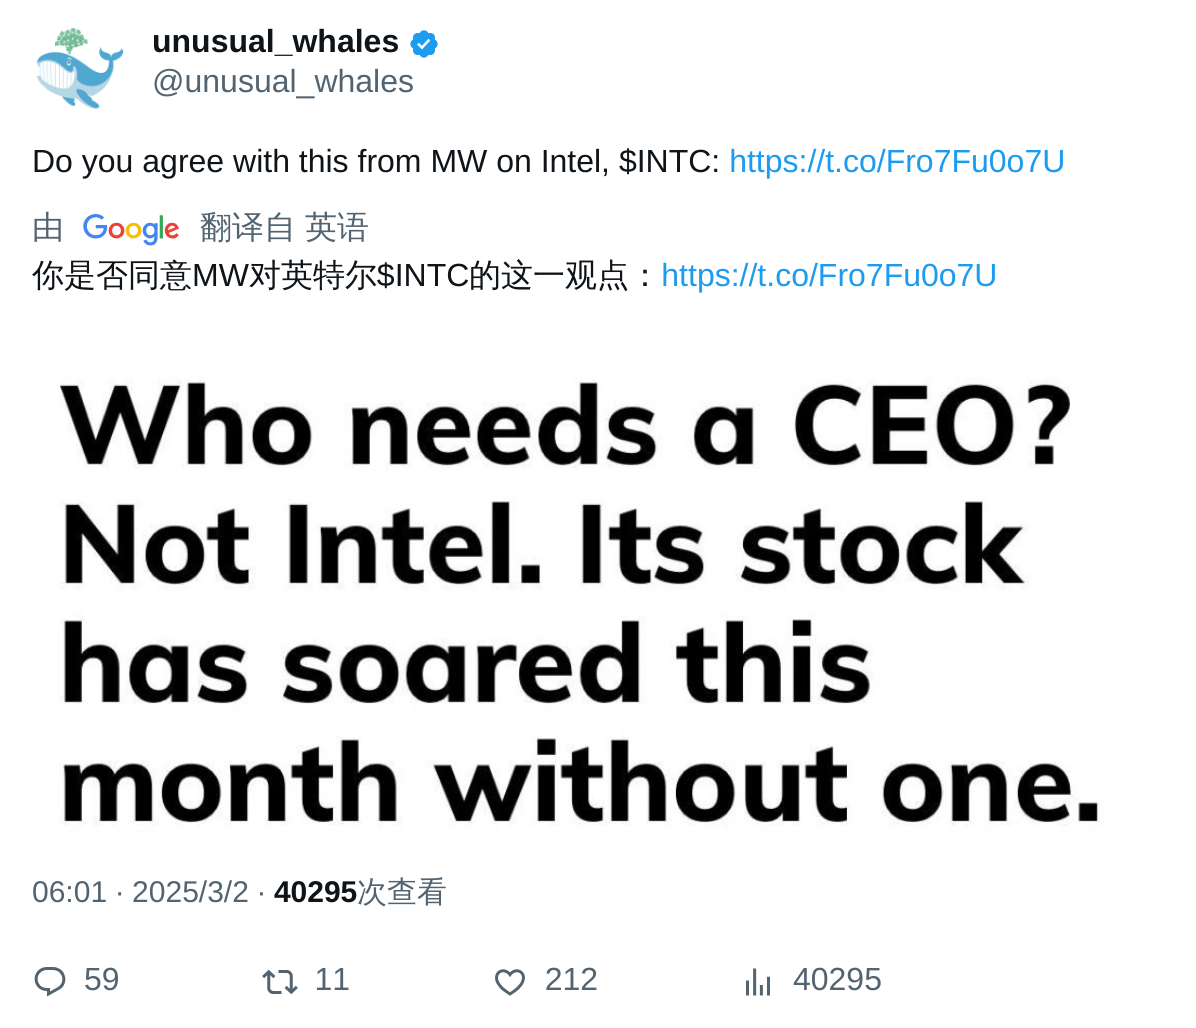 unusual_whales
@unusual_whales
Do you agree with this from MW on Intel, $INTC: https://t.co/Fro7Fu0o7U
由 Google 翻译自 英语
你是否同意MW对英特尔$INTC的这一观点：https://t.co/Fro7Fu0o7U
Who needs a CEO?
Not Intel. Its stock
has soared this
month without one.
06:01 · 2025/3/2 · 40295次查看
59 11 212 40295